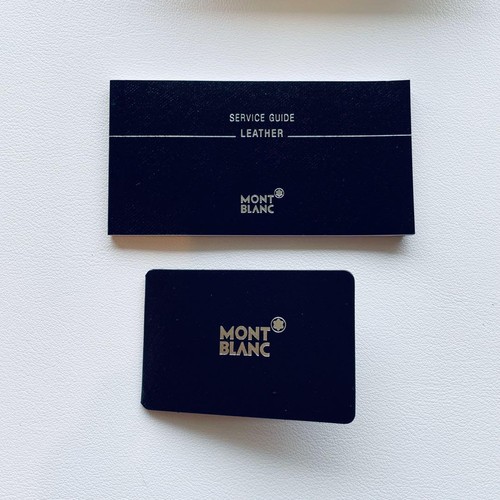 SERVICE GUIDE
LEATHER
MONT
BLANC
MONT
BLANC